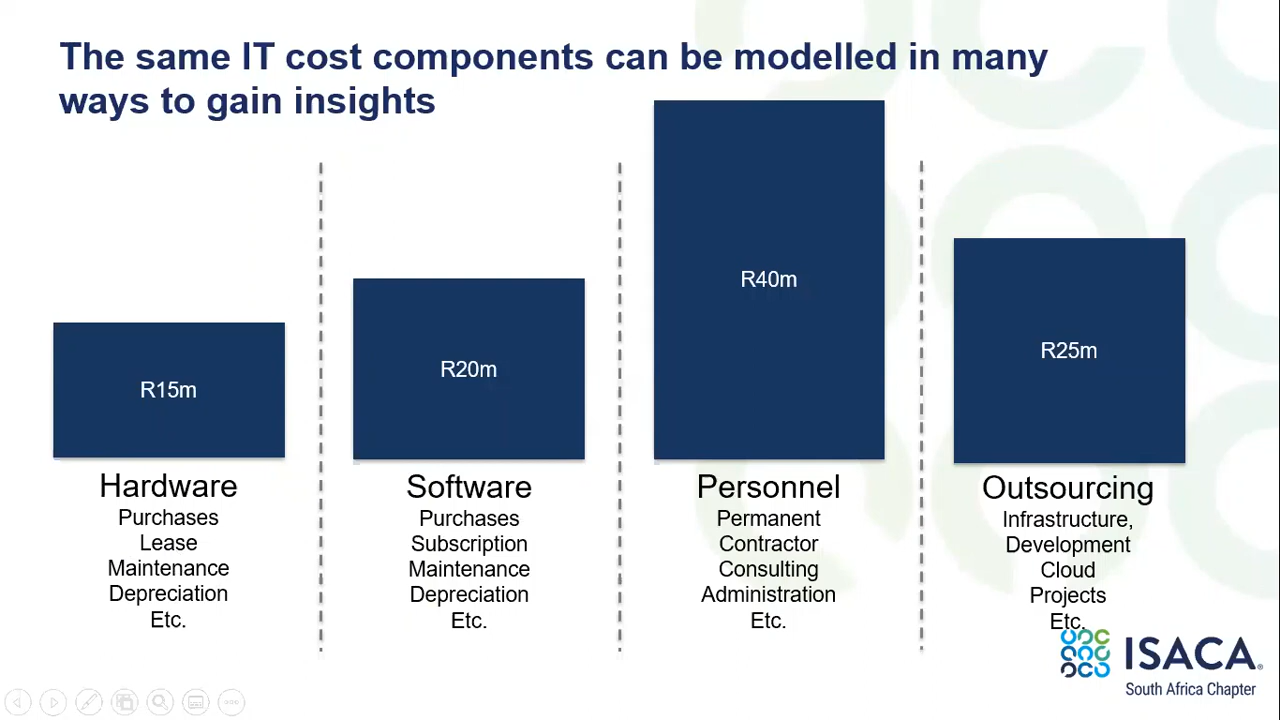 The same IT cost components can be modelled in many
ways to gain insights
R15m
R20m
R40m
R25m
Hardware
Purchases
Lease
Maintenance
Depreciation
Etc.
Software
Purchases
Subscription
Maintenance
Depreciation
Etc.
Personnel
Permanent
Contractor
Consulting
Administration
Etc.
Outsourcing
Infrastructure,
Development
Cloud
Projects
Etc.
ISACA®
South Africa Chapter